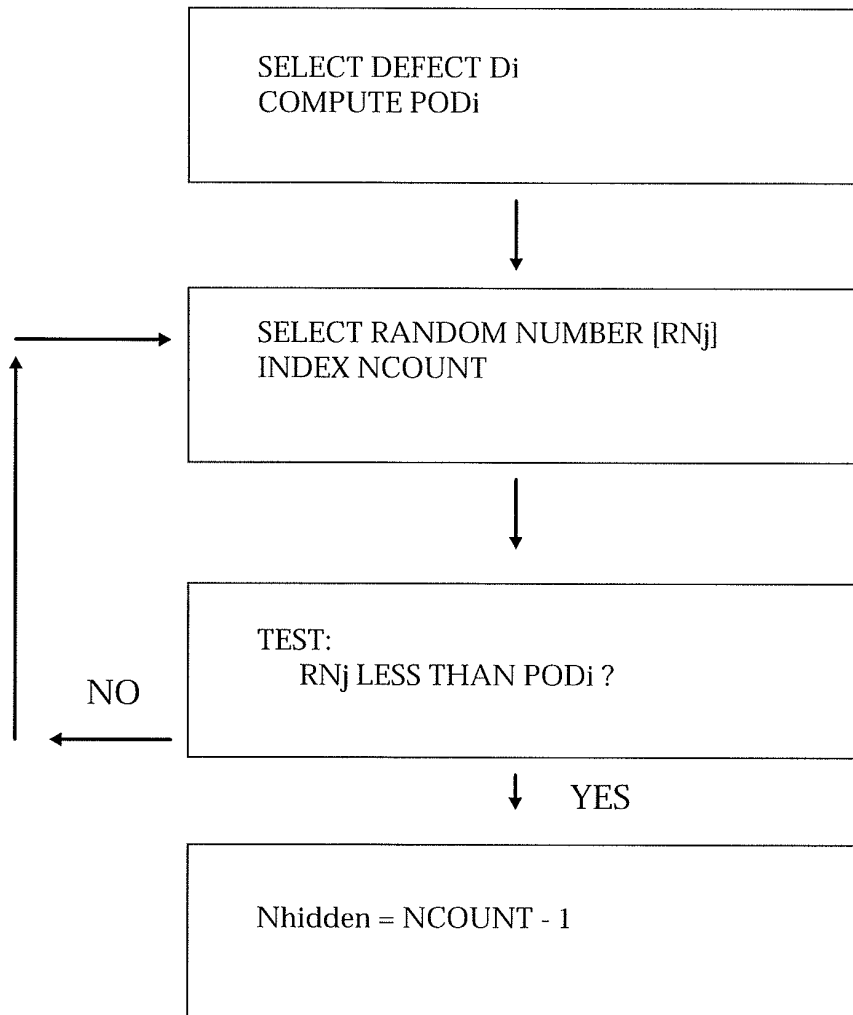 SELECT DEFECT Di
COMPUTE PODi
SELECT RANDOM NUMBER [RNj]
INDEX NCOUNT
TEST:
RNj LESS THAN PODi ?
NO
YES
Nhidden = NCOUNT - 1